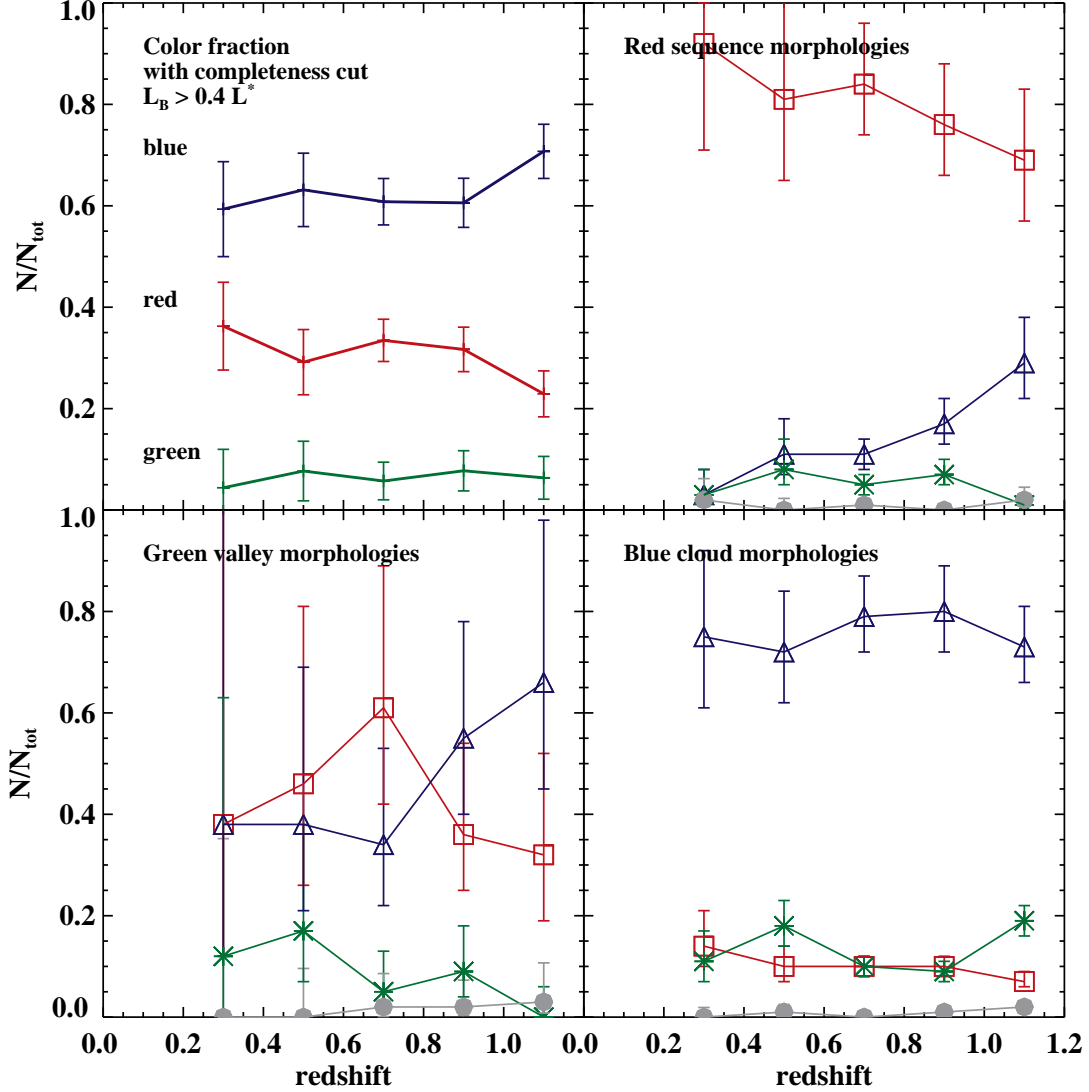 1.0
0.8
0.6
0.4
0.2
N/N_tot
Color fraction
with completeness cut
L_B > 0.4 L^*
blue
red
green
Red sequence morphologies
1.0
0.8
0.6
0.4
0.2
0.0
N/N_tot
Green valley morphologies
Blue cloud morphologies
0.0 0.2 0.4 0.6 0.8 1.0 0.0 0.2 0.4 0.6 0.8 1.0 1.2
redshift redshift